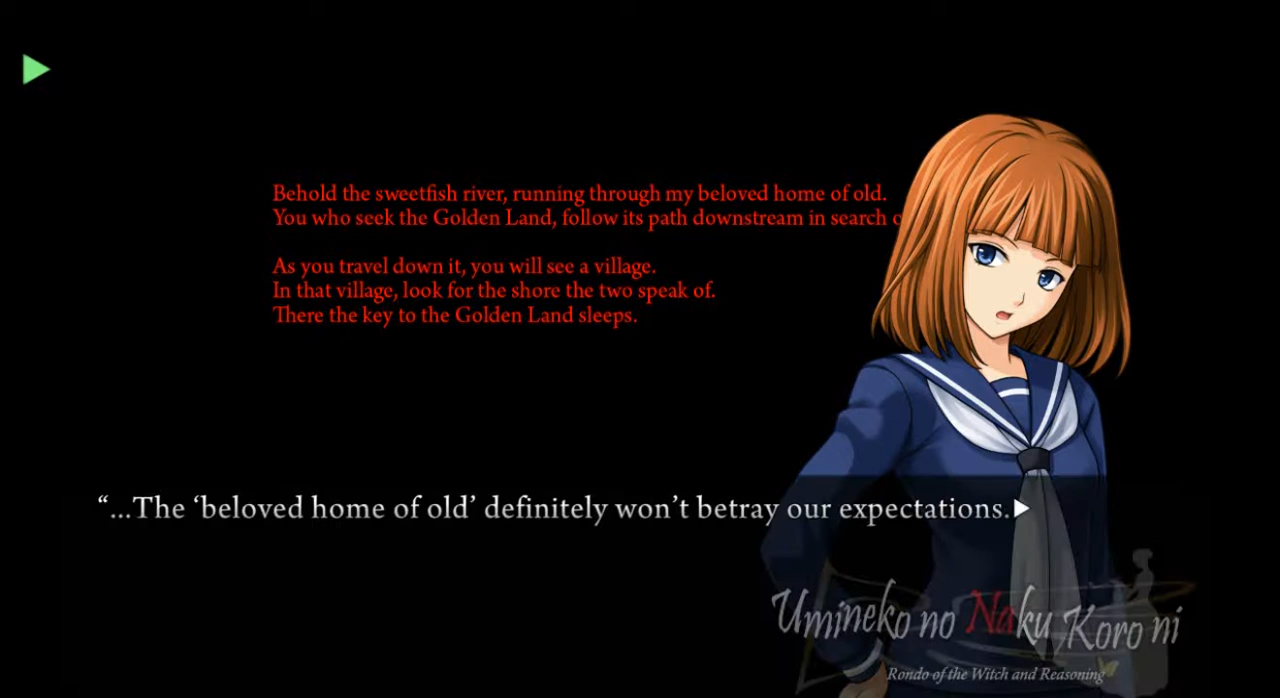 Behold the sweetfish river, running through my beloved home of old.
You who seek the Golden Land, follow its path downstream in search
As you travel down it, you will see a village.
In that village, look for the shore the two speak of.
There the key to the Golden Land sleeps.
“...The ‘beloved home of old’ definitely won’t betray our expectations.
Umineko no Naku Koro ni
Rondo of the Witch and Reasoning